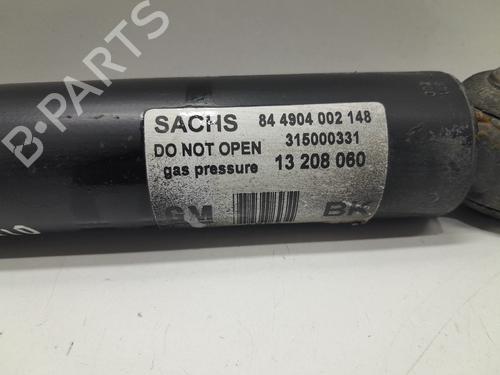 B-PARTS
SACHS 84 4904 002 148
DO NOT OPEN 315000331
gas pressure 13 208 060
GM BK